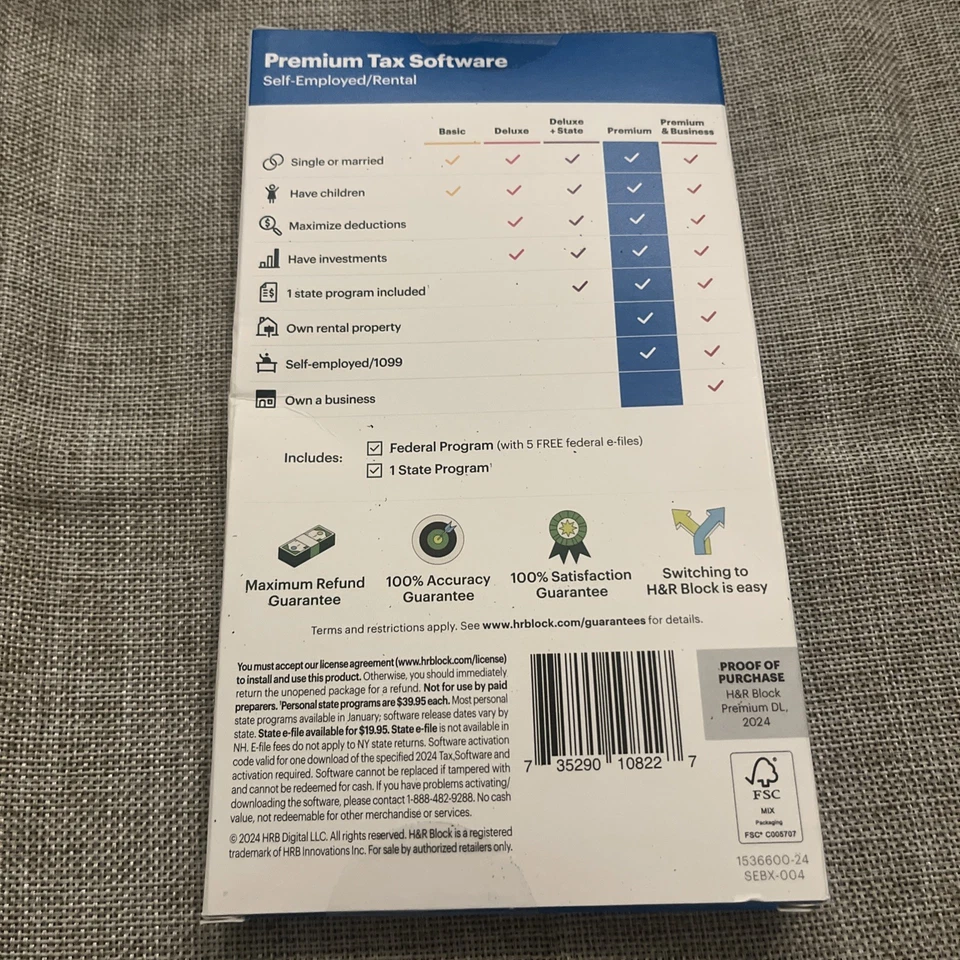 Premium Tax Software
Self-Employed/Rental
Basic Deluxe Deluxe + State Premium Premium & Business
Single or married
Have children
Maximize deductions
Have investments
1 state program included¹
Own rental property
Self-employed/1099
Own a business
Includes:
Federal Program (with 5 FREE federal e-files)
1 State Program¹
Maximum Refund Guarantee
100% Accuracy Guarantee
100% Satisfaction Guarantee
Switching to H&R Block is easy
Terms and restrictions apply. See www.hrblock.com/guarantees for details.
You must accept our license agreement (www.hrblock.com/license)
to install and use this product. Otherwise, you should immediately
return the unopened package for a refund. Not for use by paid
preparers. ¹Personal state programs are $39.95 each. Most personal
state programs available in January; software release dates vary by
state. State e-file available for $19.95. State e-file is not available in
NH. E-file fees do not apply to NY state returns. Software activation
code valid for one download of the specified 2024 Tax Software and
activation required. Software cannot be replaced if tampered with
and cannot be redeemed for cash. If you have problems activating/
downloading the software, please contact 1-888-482-9288. No cash
value, not redeemable for other merchandise or services.
© 2024 HRB Digital LLC. All rights reserved. H&R Block is a registered
trademark of HRB Innovations Inc. For sale by authorized retailers only.
7 35290 10822 7
PROOF OF
PURCHASE
H&R Block
Premium DL,
2024
FSC
MIX
Packaging
FSC® C005707
1536600-24
SEBX-004